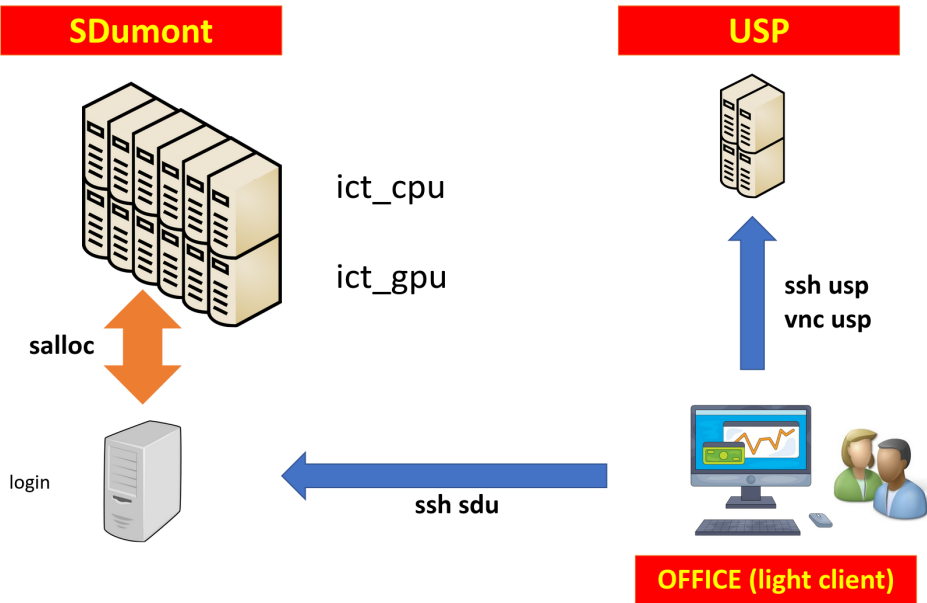 SDumont
USP
ict_cpu
ict_gpu
ssh usp
vnc usp
salloc
login
ssh sdu
OFFICE (light client)